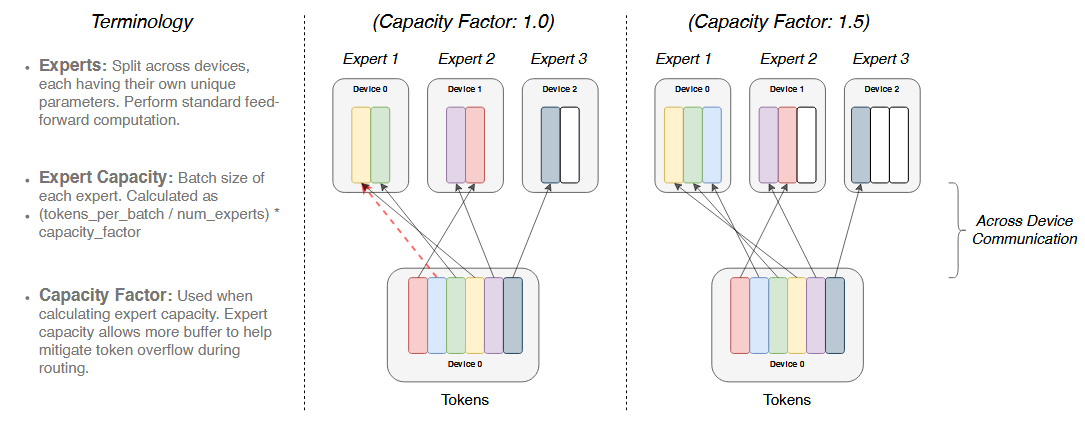 Terminology
Experts: Split across devices,
each having their own unique
parameters. Perform standard feed-
forward computation.
Expert Capacity: Batch size of
each expert. Calculated as
(tokens_per_batch / num_experts) *
capacity_factor
Capacity Factor: Used when
calculating expert capacity. Expert
capacity allows more buffer to help
mitigate token overflow during
routing.
(Capacity Factor: 1.0)
Expert 1 Expert 2 Expert 3
Device 0 Device 1 Device 2
Device 0
Tokens
(Capacity Factor: 1.5)
Expert 1 Expert 2 Expert 3
Device 0 Device 1 Device 2
Device 0
Tokens
Across Device
Communication